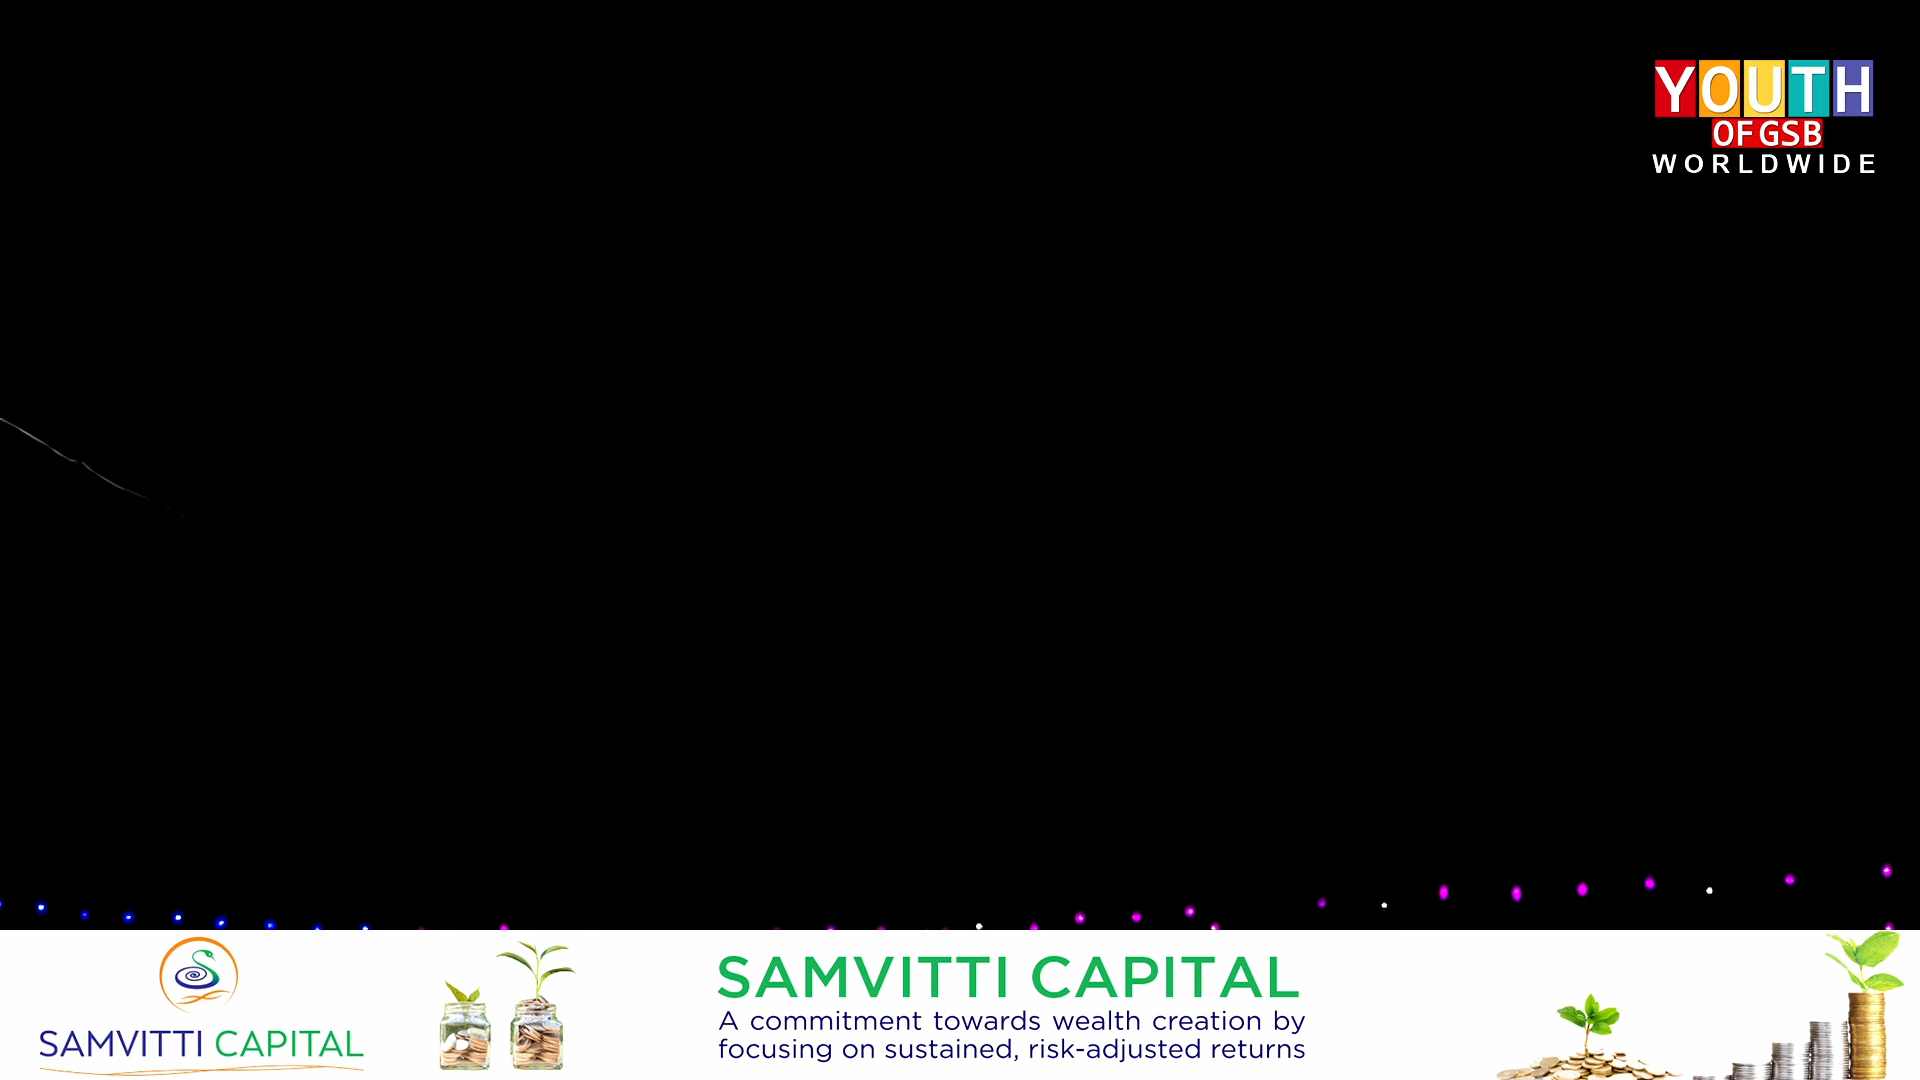 YOUTH
OF GSB
WORLDWIDE
SAMVITTI CAPITAL
SAMVITTI CAPITAL
A commitment towards wealth creation by
focusing on sustained, risk-adjusted returns